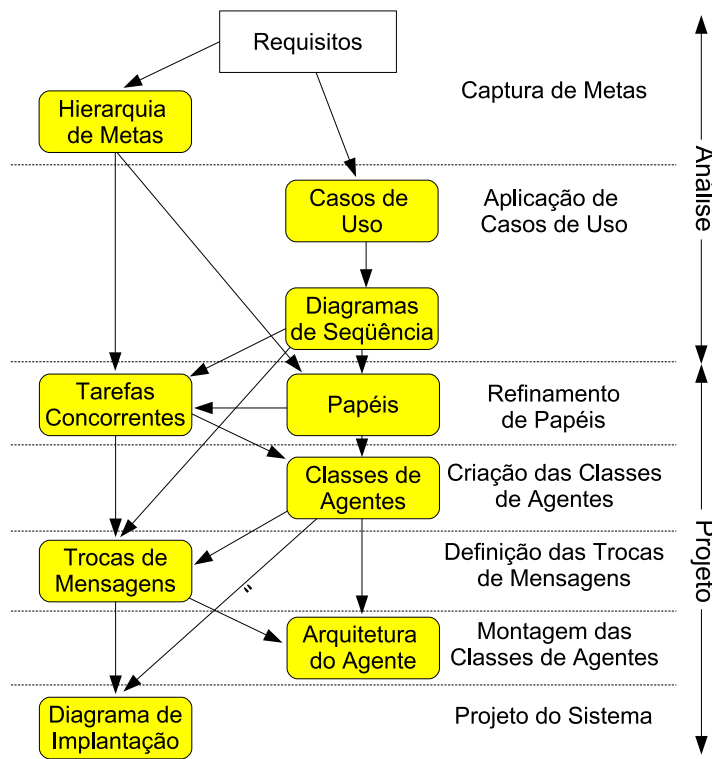 Requisitos
Captura de Metas
Hierarquia
de Metas
Análise
Casos de
Uso
Aplicação de
Casos de Uso
Diagramas
de Seqüência
Tarefas
Concorrentes
Papéis
Refinamento
de Papéis
Classes de
Agentes
Criação das Classes
de Agentes
Projeto
Trocas de
Mensagens
Definição das Trocas
de Mensagens
Arquitetura
do Agente
Montagem das
Classes de Agentes
Diagrama de
Implantação
Projeto do Sistema